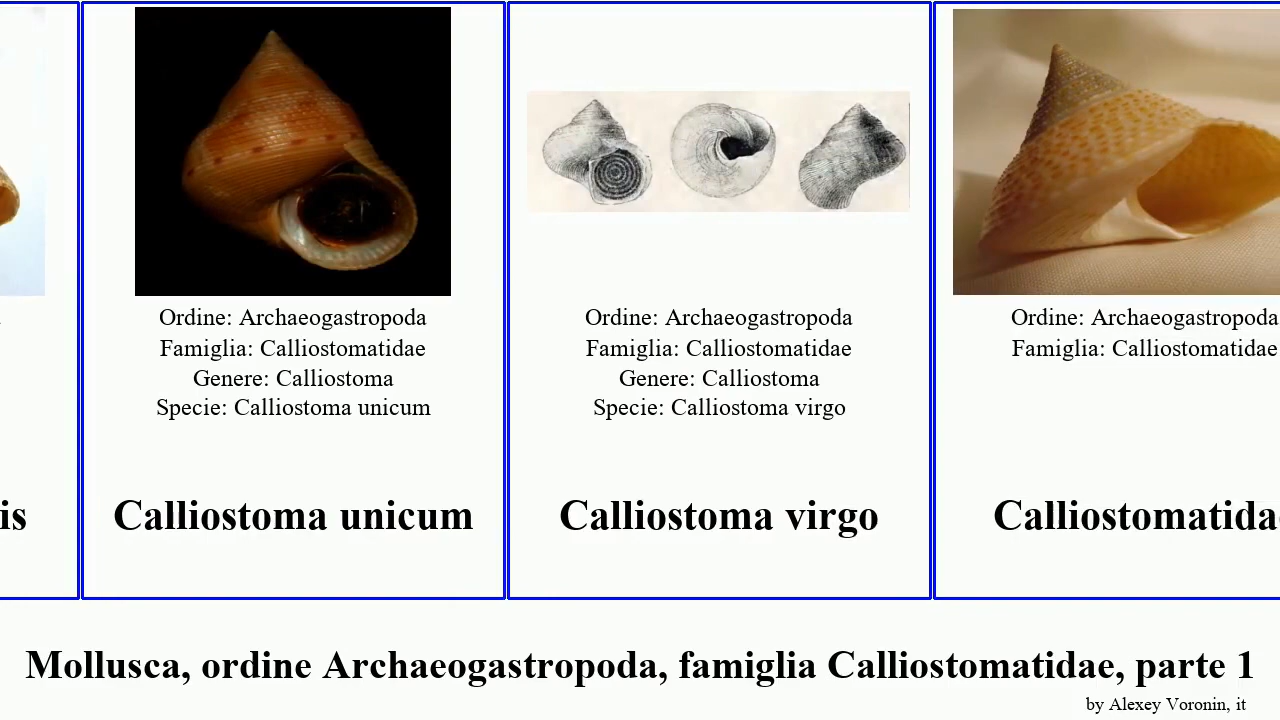 Ordine: Archaeogastropoda
Famiglia: Calliostomatidae
Genere: Calliostoma
Specie: Calliostoma unicum
Calliostoma unicum
Ordine: Archaeogastropoda
Famiglia: Calliostomatidae
Genere: Calliostoma
Specie: Calliostoma virgo
Calliostoma virgo
Ordine: Archaeogastropoda
Famiglia: Calliostomatidae
is
Mollusca, ordine Archaeogastropoda, famiglia Calliostomatidae, parte 1
by Alexey Voronin, it